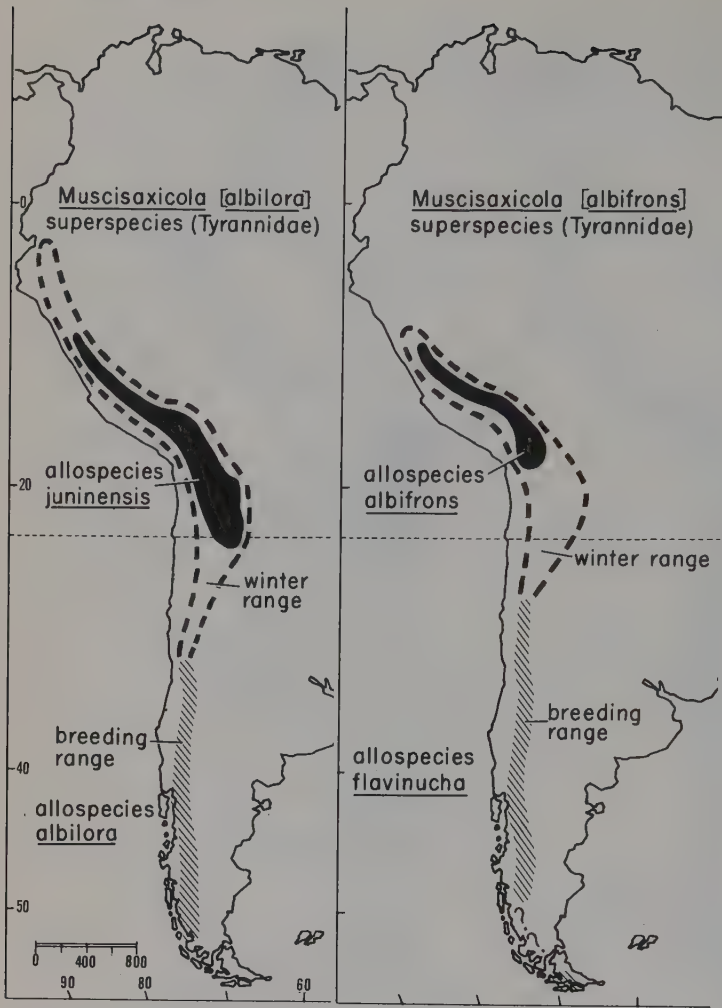 Muscisaxicola [albilora]
superspecies (Tyrannidae)
allospecies
juninensis
winter
range
breeding
range
allospecies
albilora
0
20
40
50
0 400 800
90 80 60
Muscisaxicola [albifrons]
superspecies (Tyrannidae)
allospecies
albifrons
winter range
breeding
range
allospecies
flavinucha